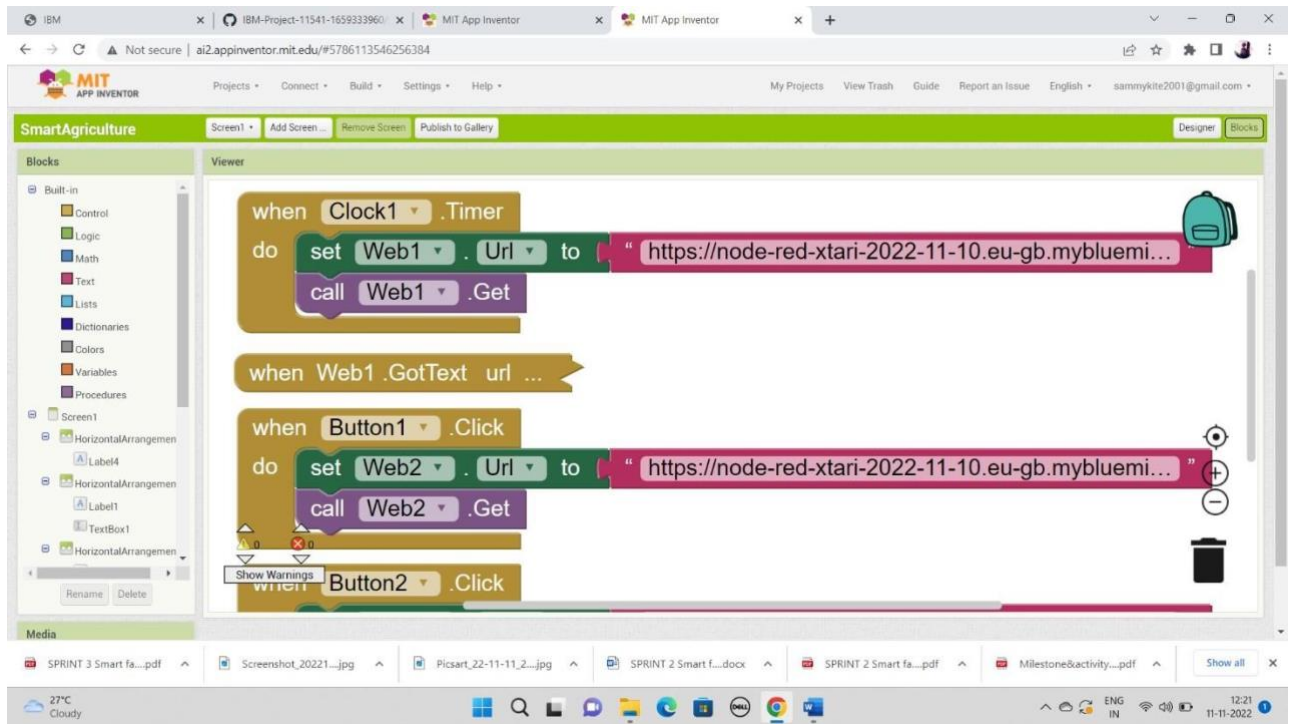 IBM
IBM-Project-11541-1659333960
MIT App Inventor
MIT App Inventor
Not secure | ai2.appinventor.mit.edu/#5786113546256384
MIT
APP INVENTOR
Projects Connect Build Settings Help
My Projects View Trash Guide Report an Issue English sammykite2001@gmail.com
SmartAgriculture
Screen1 Add Screen ... Remove Screen Publish to Gallery
Designer Blocks
Blocks
Viewer
Built-in
Control
Logic
Math
Text
Lists
Dictionaries
Colors
Variables
Procedures
Screen1
HorizontalArrangemen
Label4
HorizontalArrangemen
Label1
TextBox1
HorizontalArrangemen
Rename Delete
Media
when Clock1 .Timer
do set Web1 . Url to “ https://node-red-xtari-2022-11-10.eu-gb.mybluemi… ”
call Web1 .Get
when Web1 .GotText url ...
when Button1 .Click
do set Web2 . Url to “ https://node-red-xtari-2022-11-10.eu-gb.mybluemi… ”
call Web2 .Get
0 0
Show Warnings
when Button2 .Click
SPRINT 3 Smart fa....pdf
Screenshot_20221....jpg
Picsart_22-11-11_2....jpg
SPRINT 2 Smart f....docx
SPRINT 2 Smart fa....pdf
Milestone&activity....pdf
Show all
27°C
Cloudy
DELL
ENG
IN
12:21
11-11-2022
1